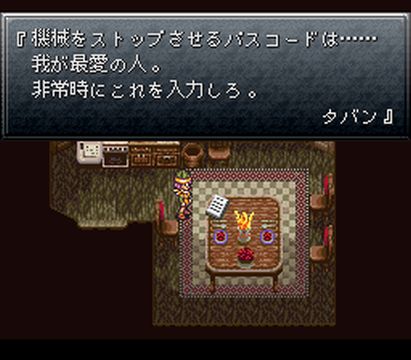 『機械をストップさせるパスコードは……
我が最愛の人。
非常時にこれを入力しろ。
タバン』